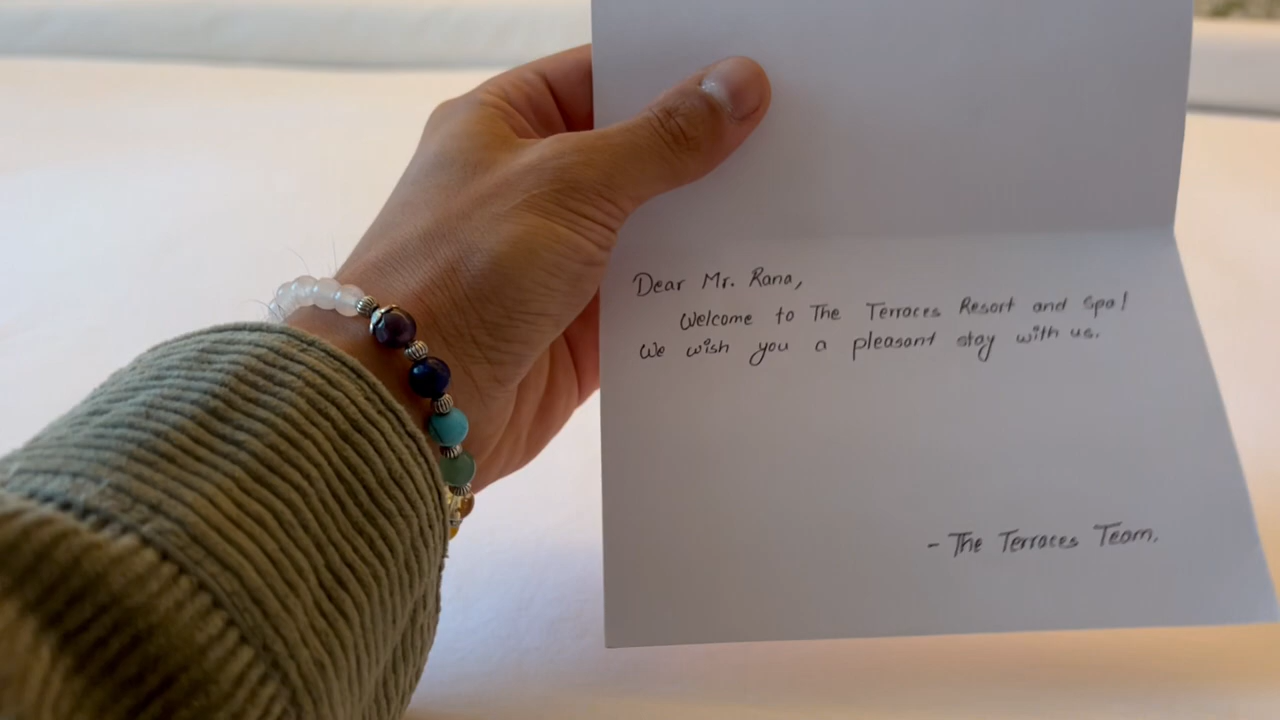 Dear Mr. Rana,
Welcome to The Terraces Resort and Spa!
We wish you a pleasant stay with us.
- The Terraces Team.